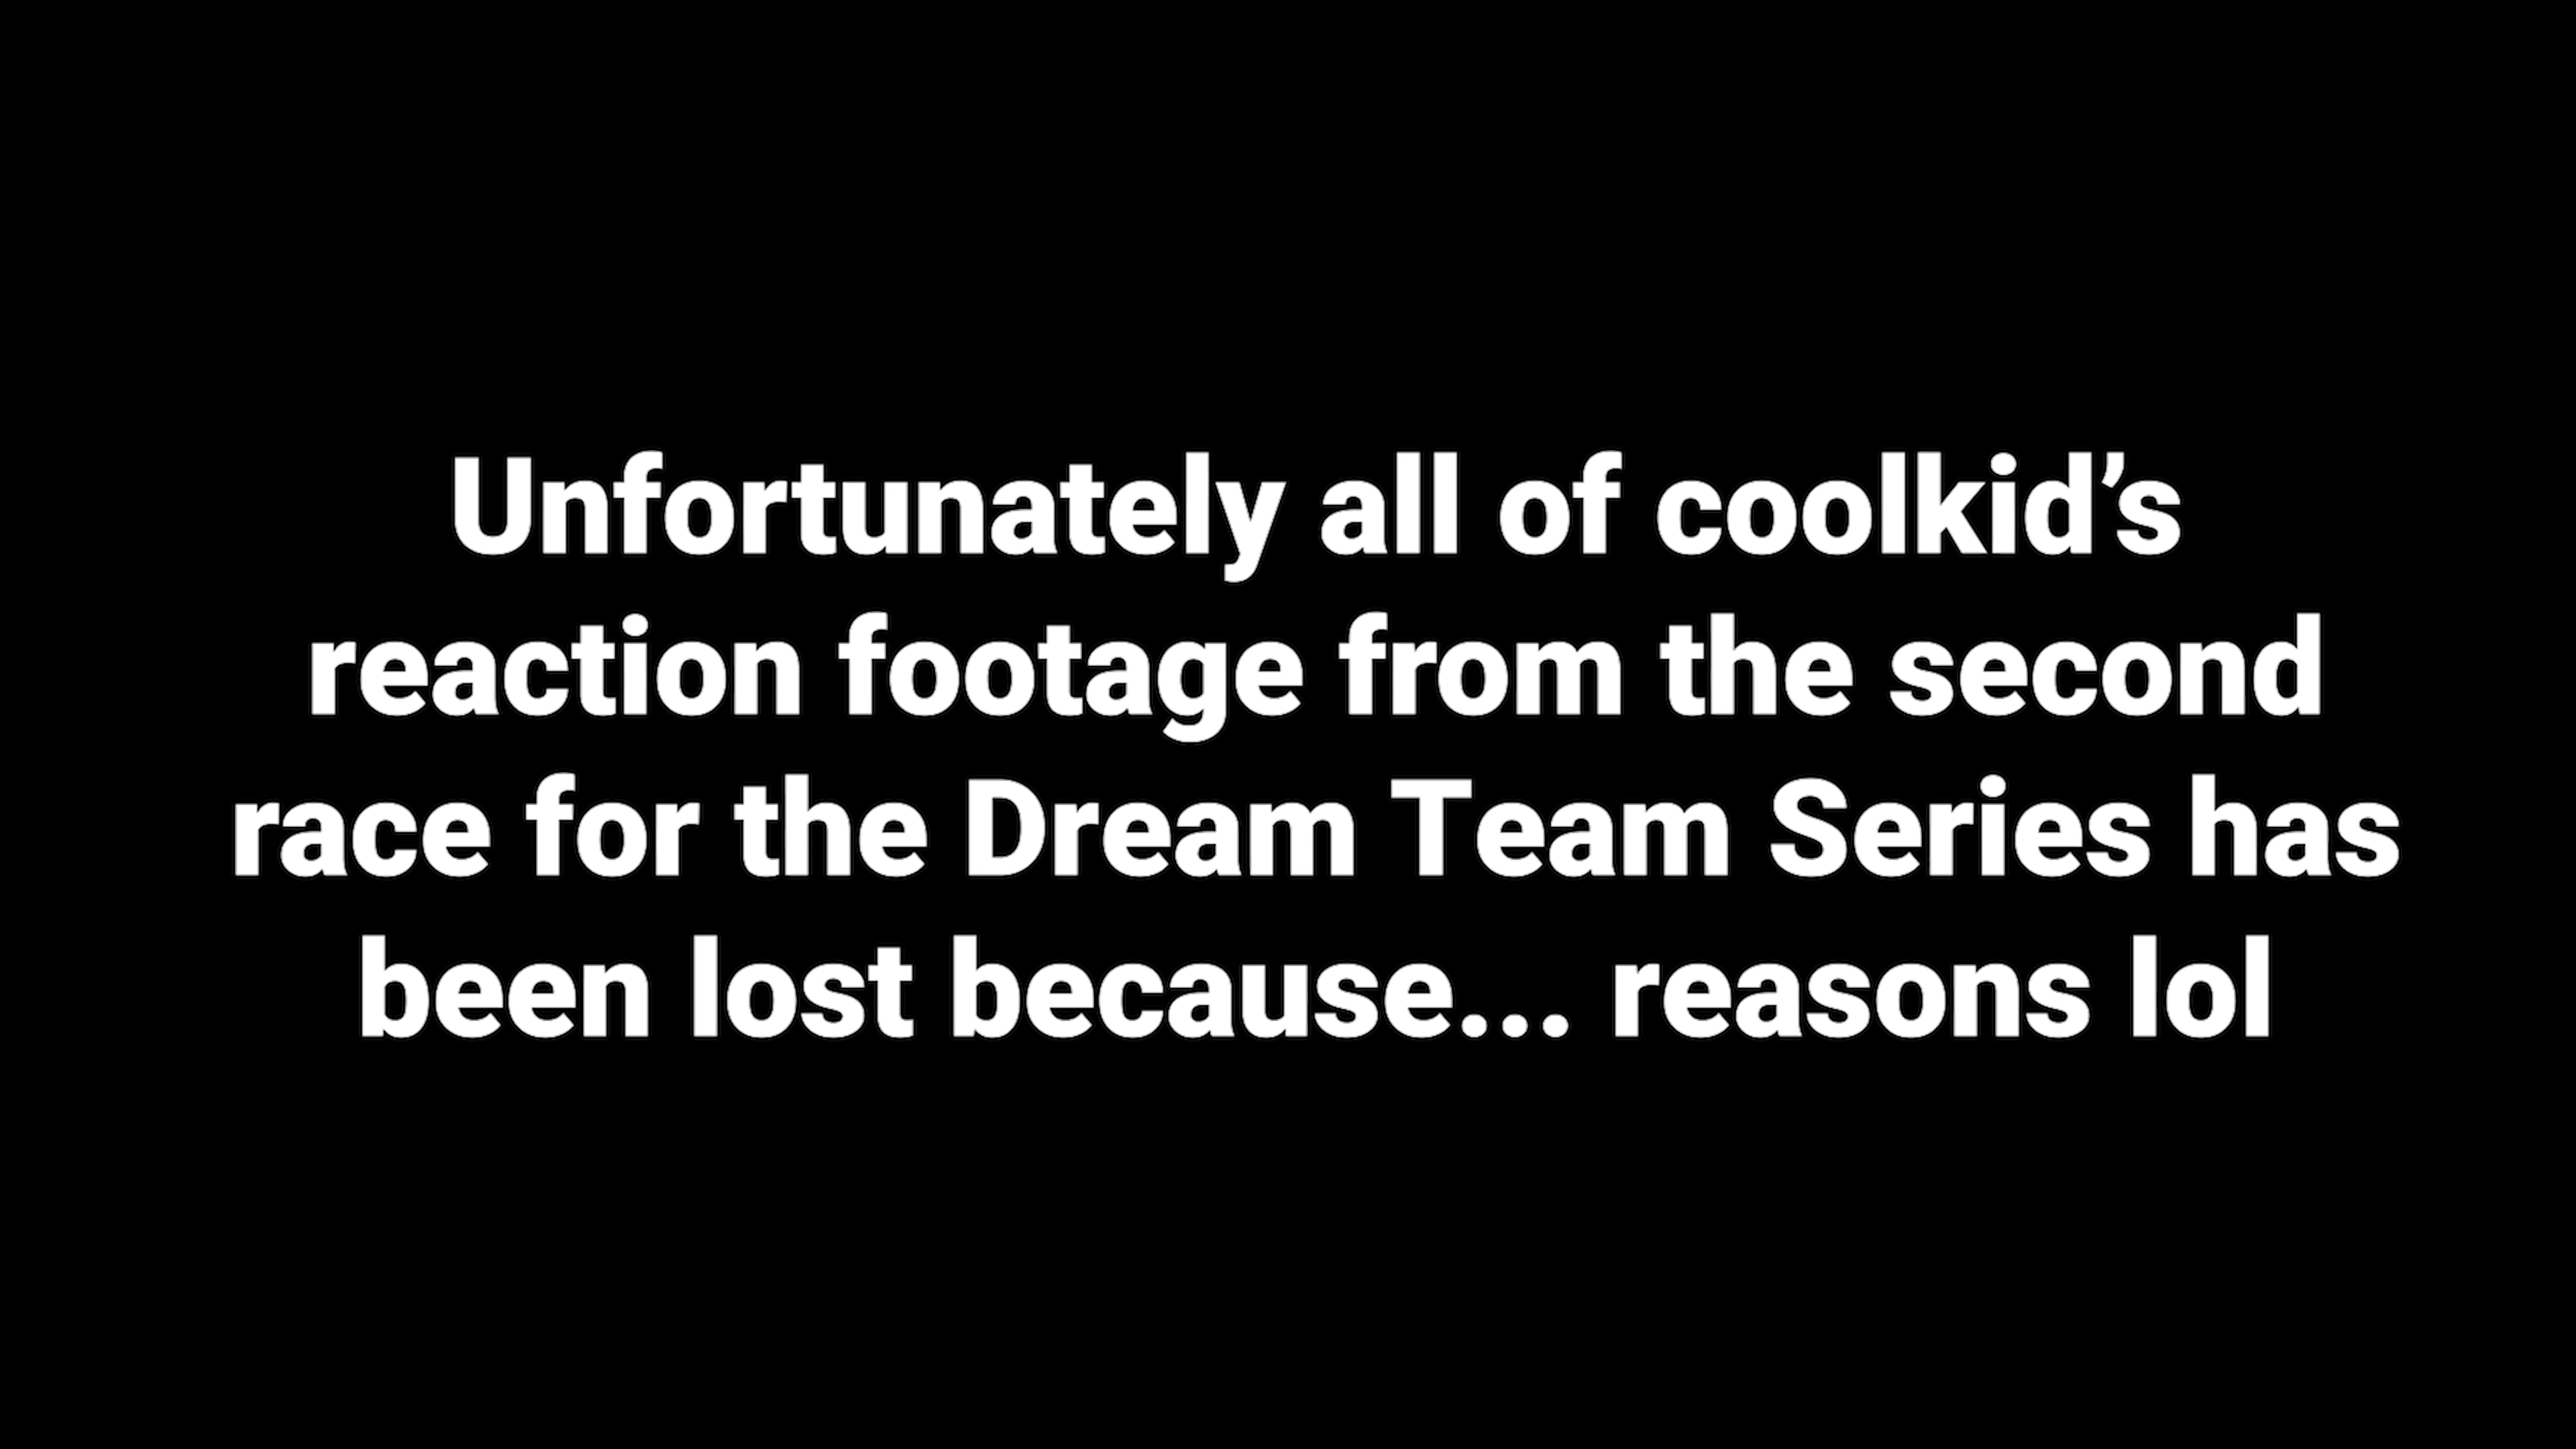 Unfortunately all of coolkid’s
reaction footage from the second
race for the Dream Team Series has
been lost because... reasons lol